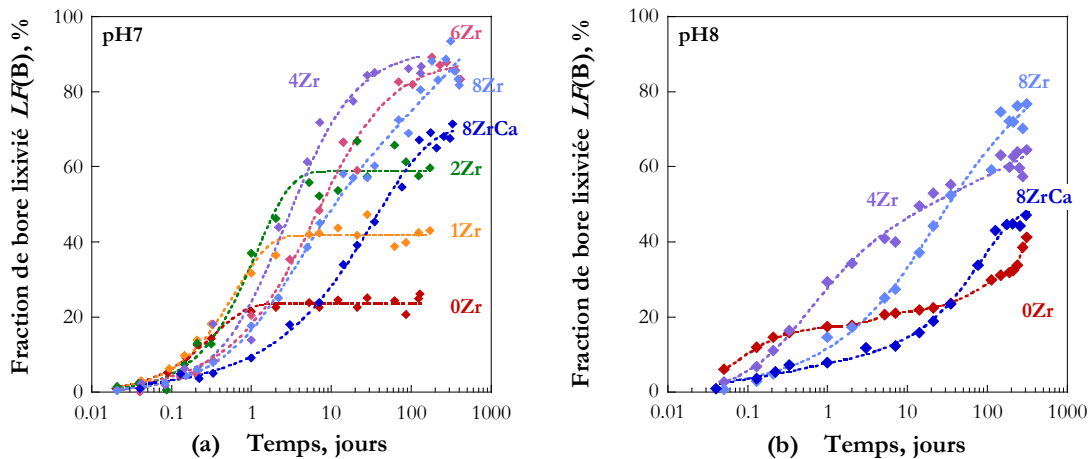 pH7
Fraction de bore lixivié LF(B), %
100
80
60
40
20
0
0.01
0.1
1
10
100
1000
6Zr
4Zr
8Zr
8ZrCa
2Zr
1Zr
0Zr
(a) Temps, jours
pH8
Fraction de bore lixiviée LF(B), %
100
80
60
40
20
0
0.01
0.1
1
10
100
1000
8Zr
4Zr
8ZrCa
0Zr
(b) Temps, jours